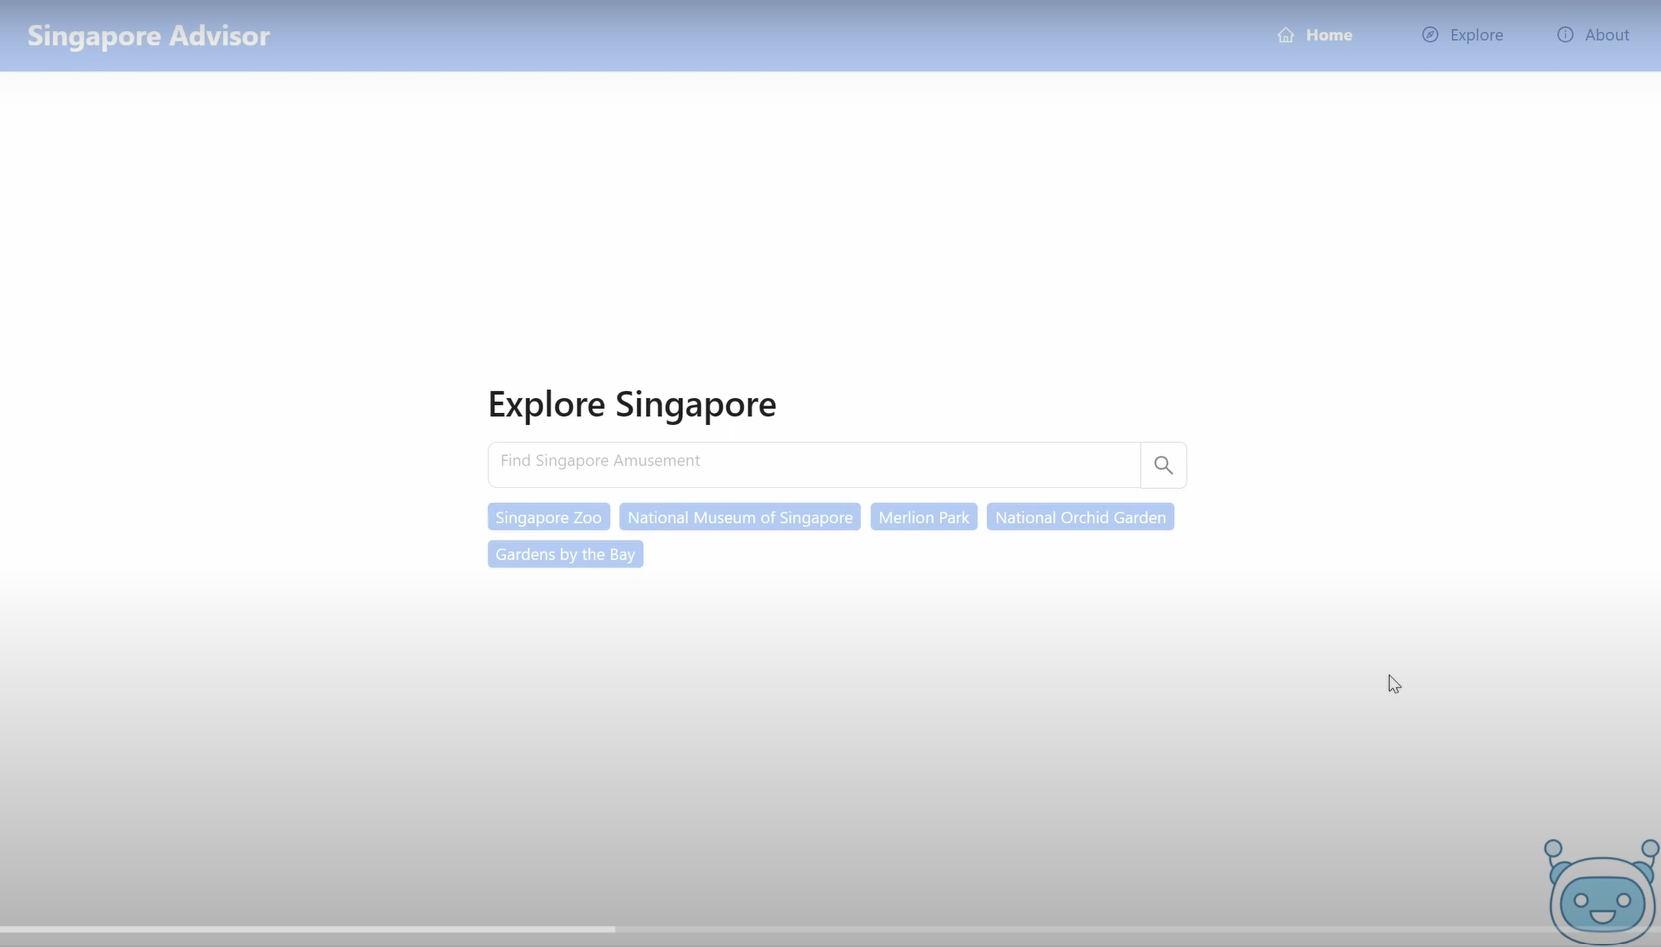 Singapore Advisor
Home
Explore
About
Explore Singapore
Find Singapore Amusement
Singapore Zoo
National Museum of Singapore
Merlion Park
National Orchid Garden
Gardens by the Bay